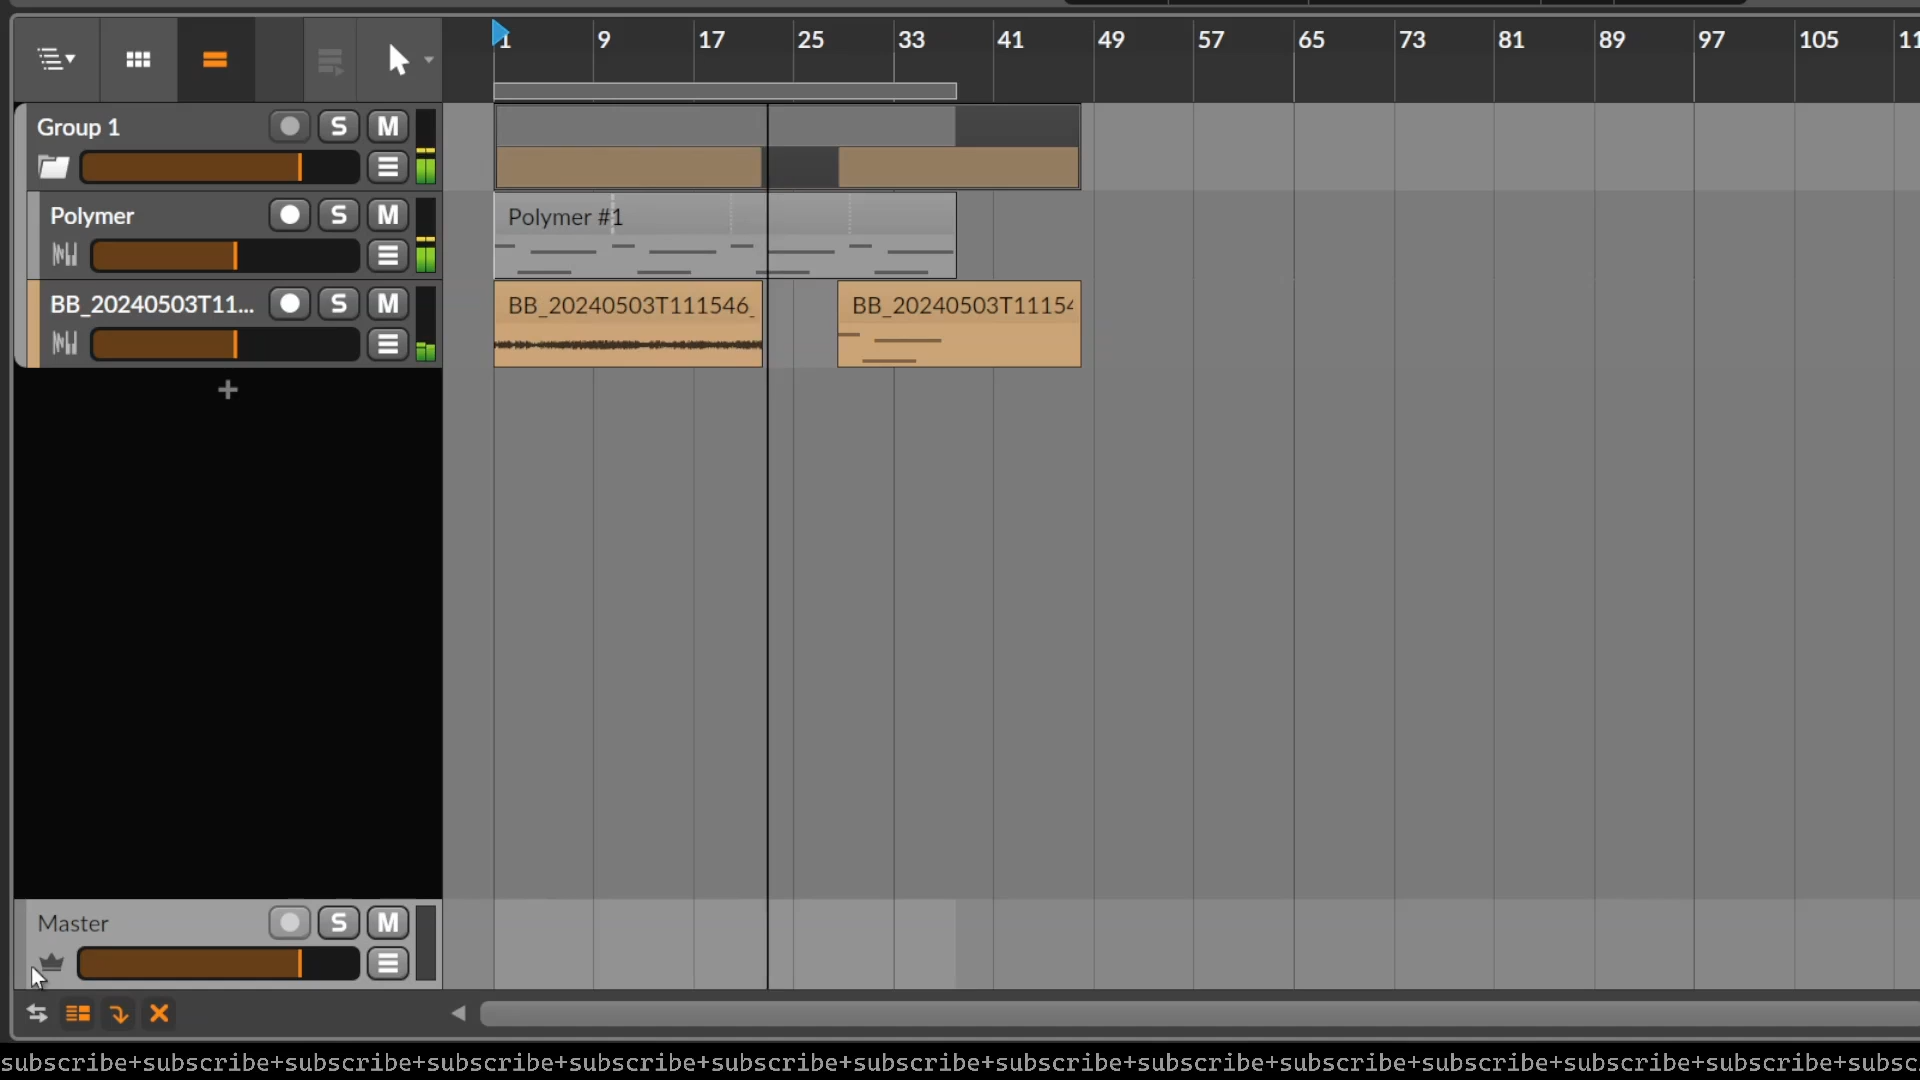 1 9 17 25 33 41 49 57 65 73 81 89 97 105
Group 1 S M
Polymer S M Polymer #1
BB_20240503T11... S M BB_20240503T111546_ BB_20240503T11154
Master S M
subscribe+subscribe+subscribe+subscribe+subscribe+subscribe+subscribe+subscribe+subscribe+subscribe+subscribe+subscribe+subscribe+subsc